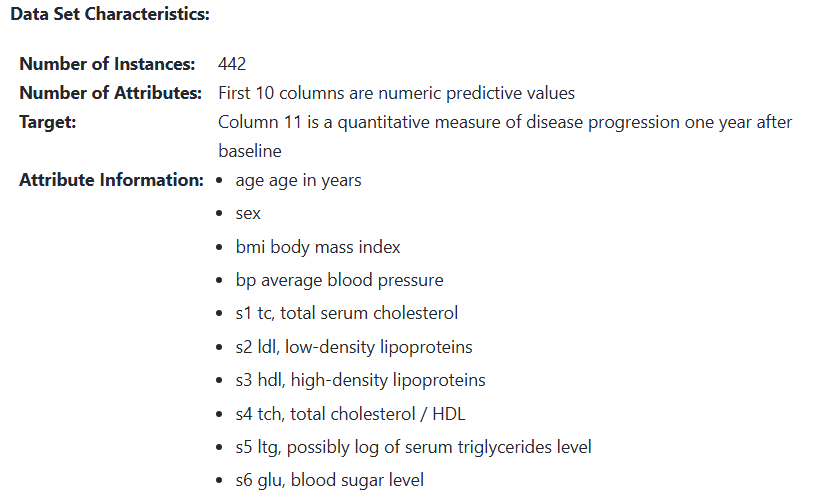 Data Set Characteristics:
Number of Instances: 442
Number of Attributes: First 10 columns are numeric predictive values
Target: Column 11 is a quantitative measure of disease progression one year after
baseline
Attribute Information: • age age in years
• sex
• bmi body mass index
• bp average blood pressure
• s1 tc, total serum cholesterol
• s2 ldl, low-density lipoproteins
• s3 hdl, high-density lipoproteins
• s4 tch, total cholesterol / HDL
• s5 ltg, possibly log of serum triglycerides level
• s6 glu, blood sugar level